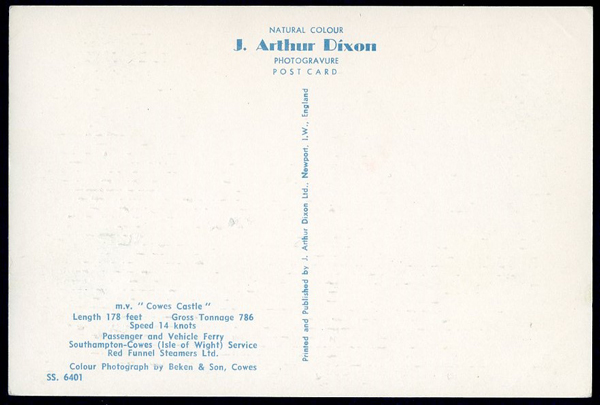 NATURAL COLOUR
J. Arthur Dixon
PHOTOGRAVURE
POST CARD
Printed and Published by J. Arthur Dixon Ltd., Newport, I.W., England
m.v. "Cowes Castle"
Length 178 feet Gross Tonnage 786
Speed 14 knots
Passenger and Vehicle Ferry
Southampton-Cowes (Isle of Wight) Service
Red Funnel Steamers Ltd.
Colour Photograph by Beken & Son, Cowes
SS. 6401